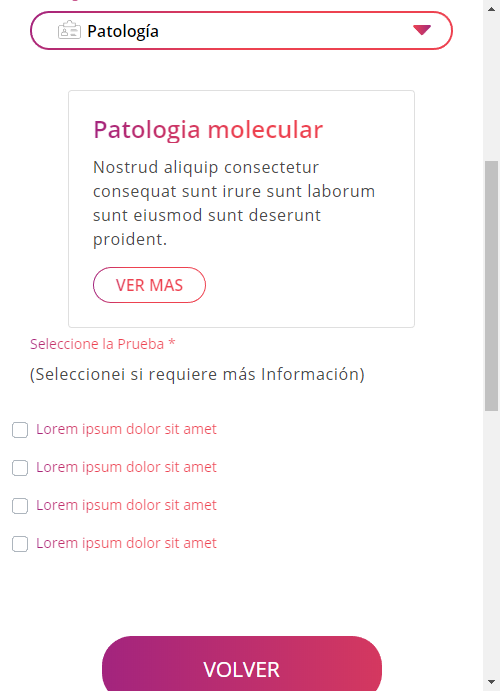 Patología
Patologia molecular
Nostrud aliquip consectetur
consequat sunt irure sunt laborum
sunt eiusmod sunt deserunt
proident.
VER MAS
Seleccione la Prueba *
(Seleccionei si requiere más Información)
Lorem ipsum dolor sit amet
Lorem ipsum dolor sit amet
Lorem ipsum dolor sit amet
Lorem ipsum dolor sit amet
VOLVER